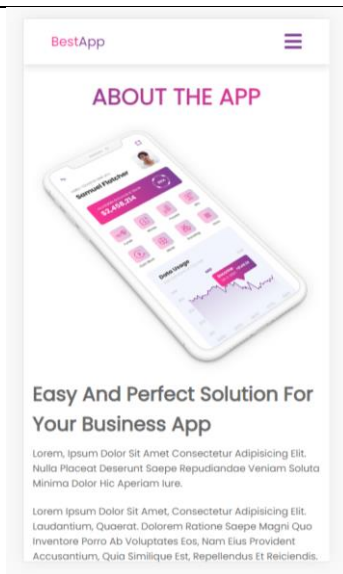 BestApp
ABOUT THE APP
Samuel Flatcher
$2,458,214
Data Usage
Easy And Perfect Solution For
Your Business App
Lorem, Ipsum Dolor Sit Amet Consectetur Adipisicing Elit.
Nulla Placeat Deserunt Saepe Repudiandae Veniam Soluta
Minima Dolor Hic Aperiam Iure.
Lorem Ipsum Dolor Sit Amet, Consectetur Adipisicing Elit.
Laudantium, Quaerat. Dolorem Ratione Saepe Magni Quo
Inventore Porro Ab Voluptates Eos, Nam Eius Provident
Accusantium, Quia Similique Est, Repellendus Et Reiciendis.